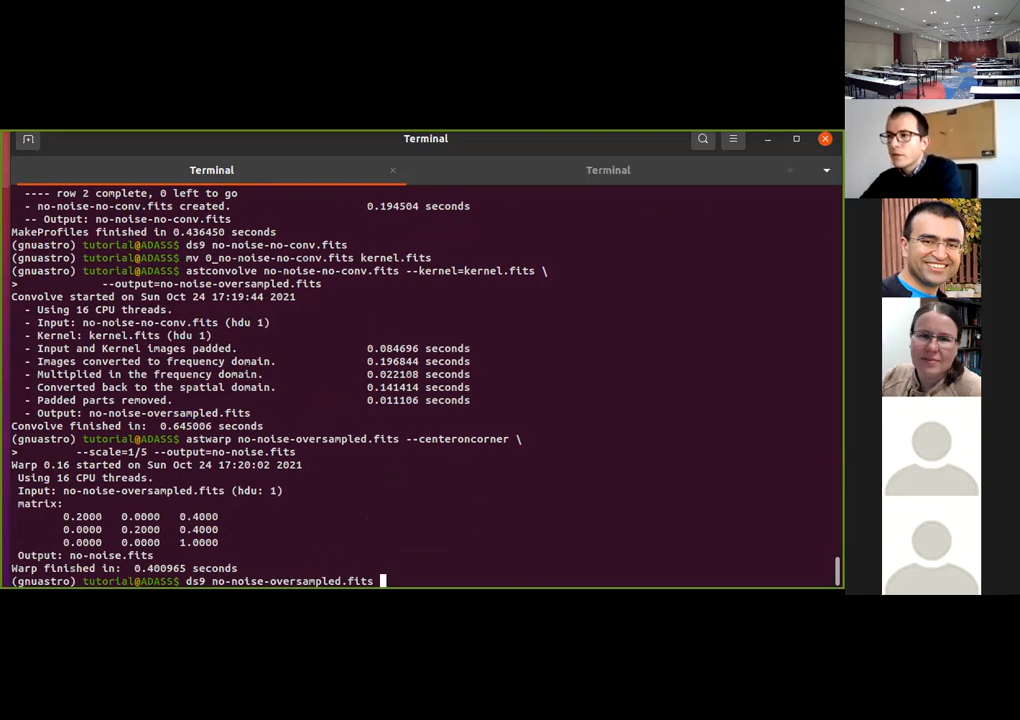 Terminal
Terminal
Terminal
---- row 2 complete, 0 left to go
- no-noise-no-conv.fits created. 0.194504 seconds
-- Output: no-noise-no-conv.fits
MakeProfiles finished in 0.436450 seconds
(gnuastro) tutorial@ADASS$ ds9 no-noise-no-conv.fits
(gnuastro) tutorial@ADASS$ mv 0_no-noise-no-conv.fits kernel.fits
(gnuastro) tutorial@ADASS$ astconvolve no-noise-no-conv.fits --kernel=kernel.fits \
> --output=no-noise-oversampled.fits
Convolve started on Sun Oct 24 17:19:44 2021
- Using 16 CPU threads.
- Input: no-noise-no-conv.fits (hdu 1)
- Kernel: kernel.fits (hdu 1)
- Input and Kernel images padded. 0.084696 seconds
- Images converted to frequency domain. 0.196844 seconds
- Multiplied in the frequency domain. 0.022108 seconds
- Converted back to the spatial domain. 0.141414 seconds
- Padded parts removed. 0.011106 seconds
- Output: no-noise-oversampled.fits
Convolve finished in: 0.645006 seconds
(gnuastro) tutorial@ADASS$ astwarp no-noise-oversampled.fits --centeroncorner \
> --scale=1/5 --output=no-noise.fits
Warp 0.16 started on Sun Oct 24 17:20:02 2021
Using 16 CPU threads.
Input: no-noise-oversampled.fits (hdu: 1)
matrix:
0.2000 0.0000 0.4000
0.0000 0.2000 0.4000
0.0000 0.0000 1.0000
Output: no-noise.fits
Warp finished in: 0.400965 seconds
(gnuastro) tutorial@ADASS$ ds9 no-noise-oversampled.fits